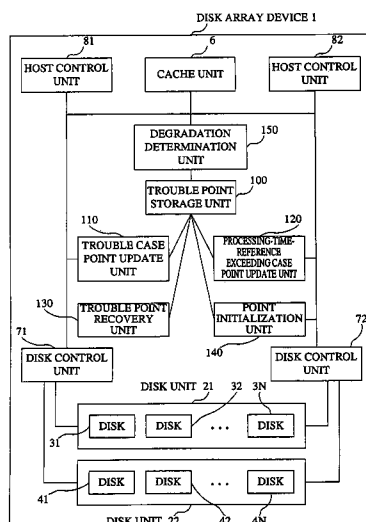 DISK ARRAY DEVICE 1
81
6
82
HOST CONTROL
UNIT
CACHE UNIT
HOST CONTROL
UNIT
150
DEGRADATION
DETERMINATION
UNIT
100
TROUBLE POINT
STORAGE UNIT
110
120
TROUBLE CASE
POINT UPDATE
UNIT
PROCESSING-TIME-
REFERENCE
EXCEEDING CASE
POINT UPDATE UNIT
130
TROUBLE POINT
RECOVERY
UNIT
POINT
INITIALIZATION
UNIT
140
71
72
DISK CONTROL
UNIT
DISK CONTROL
UNIT
DISK UNIT 21
32
3N
DISK
DISK
...
DISK
31
DISK
DISK
...
DISK
41
42
4N
DISK UNIT 22